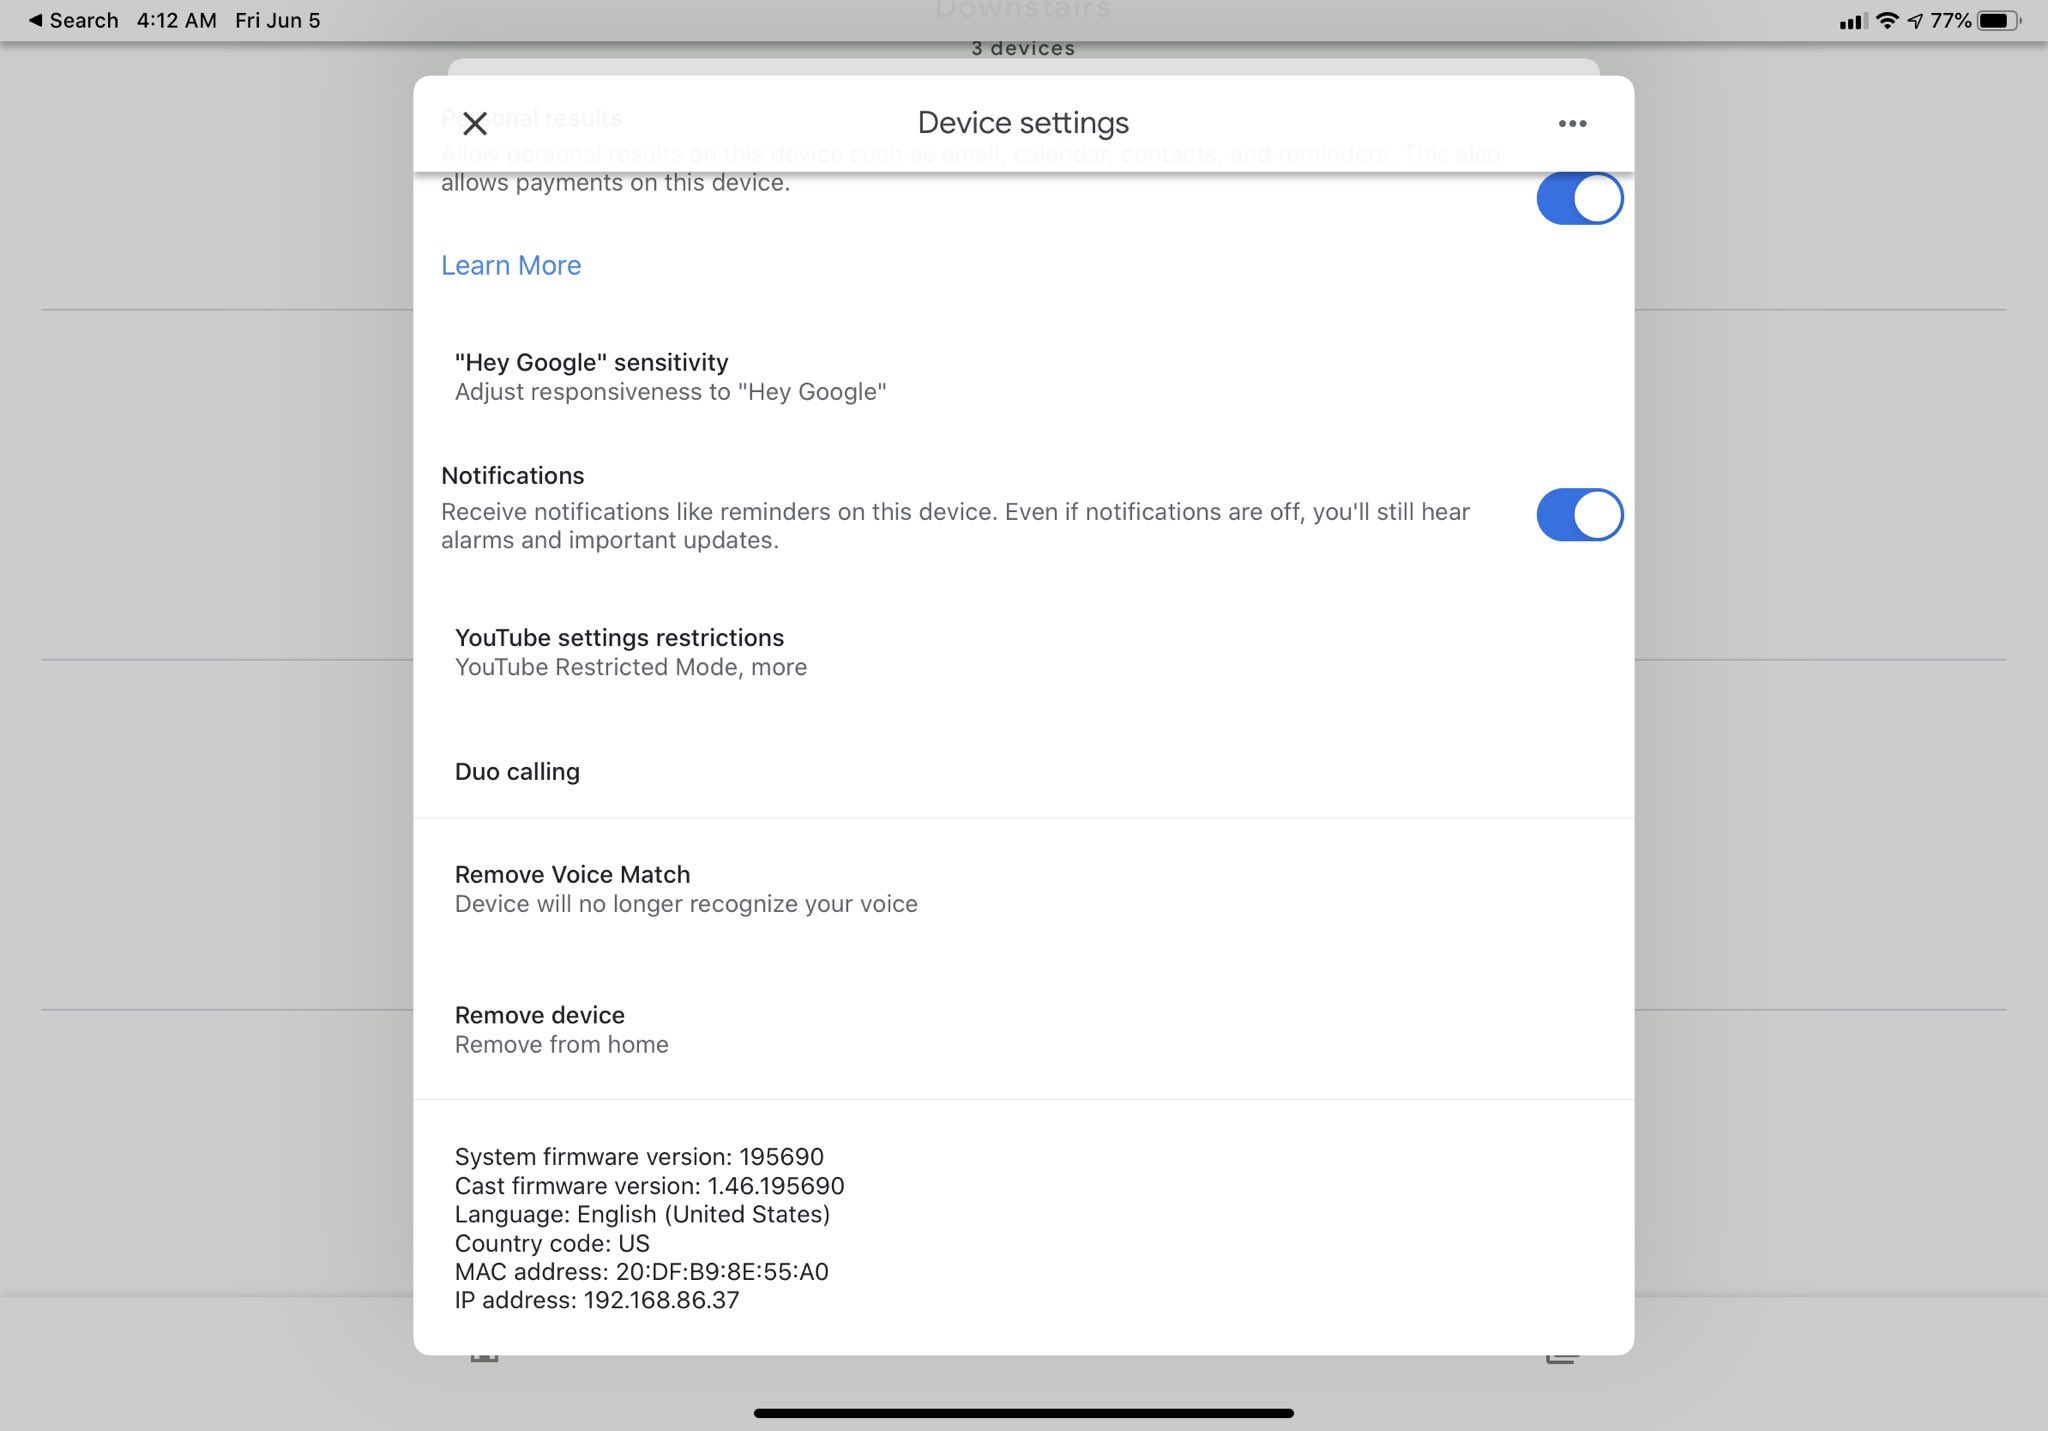 Search 4:12 AM Fri Jun 5
77%
Downstairs
3 devices
Device settings
Personal results
Allow personal results on this device such as email, calendar, contacts, and reminders. This also
allows payments on this device.
Learn More
"Hey Google" sensitivity
Adjust responsiveness to "Hey Google"
Notifications
Receive notifications like reminders on this device. Even if notifications are off, you'll still hear
alarms and important updates.
YouTube settings restrictions
YouTube Restricted Mode, more
Duo calling
Remove Voice Match
Device will no longer recognize your voice
Remove device
Remove from home
System firmware version: 195690
Cast firmware version: 1.46.195690
Language: English (United States)
Country code: US
MAC address: 20:DF:B9:8E:55:A0
IP address: 192.168.86.37